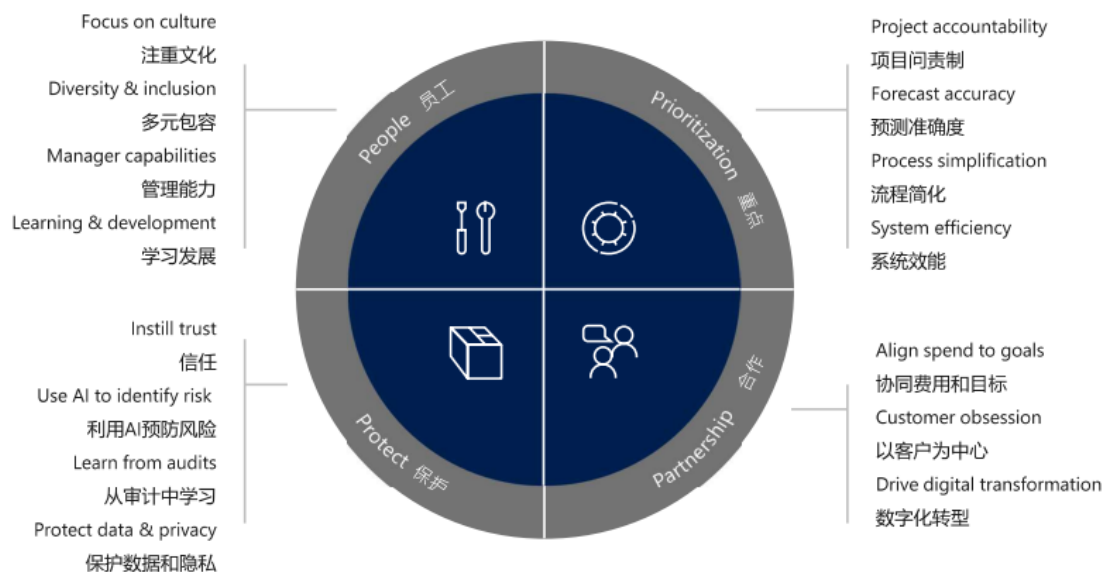 Focus on culture
注重文化
Diversity & inclusion
多元包容
Manager capabilities
管理能力
Learning & development
学习发展
People 员工
Prioritization 重点
Project accountability
项目问责制
Forecast accuracy
预测准确度
Process simplification
流程简化
System efficiency
系统效能
Instill trust
信任
Use AI to identify risk
利用AI预防风险
Learn from audits
从审计中学习
Protect data & privacy
保护数据和隐私
Protect 保护
Partnership 合作
Align spend to goals
协同费用和目标
Customer obsession
以客户为中心
Drive digital transformation
数字化转型